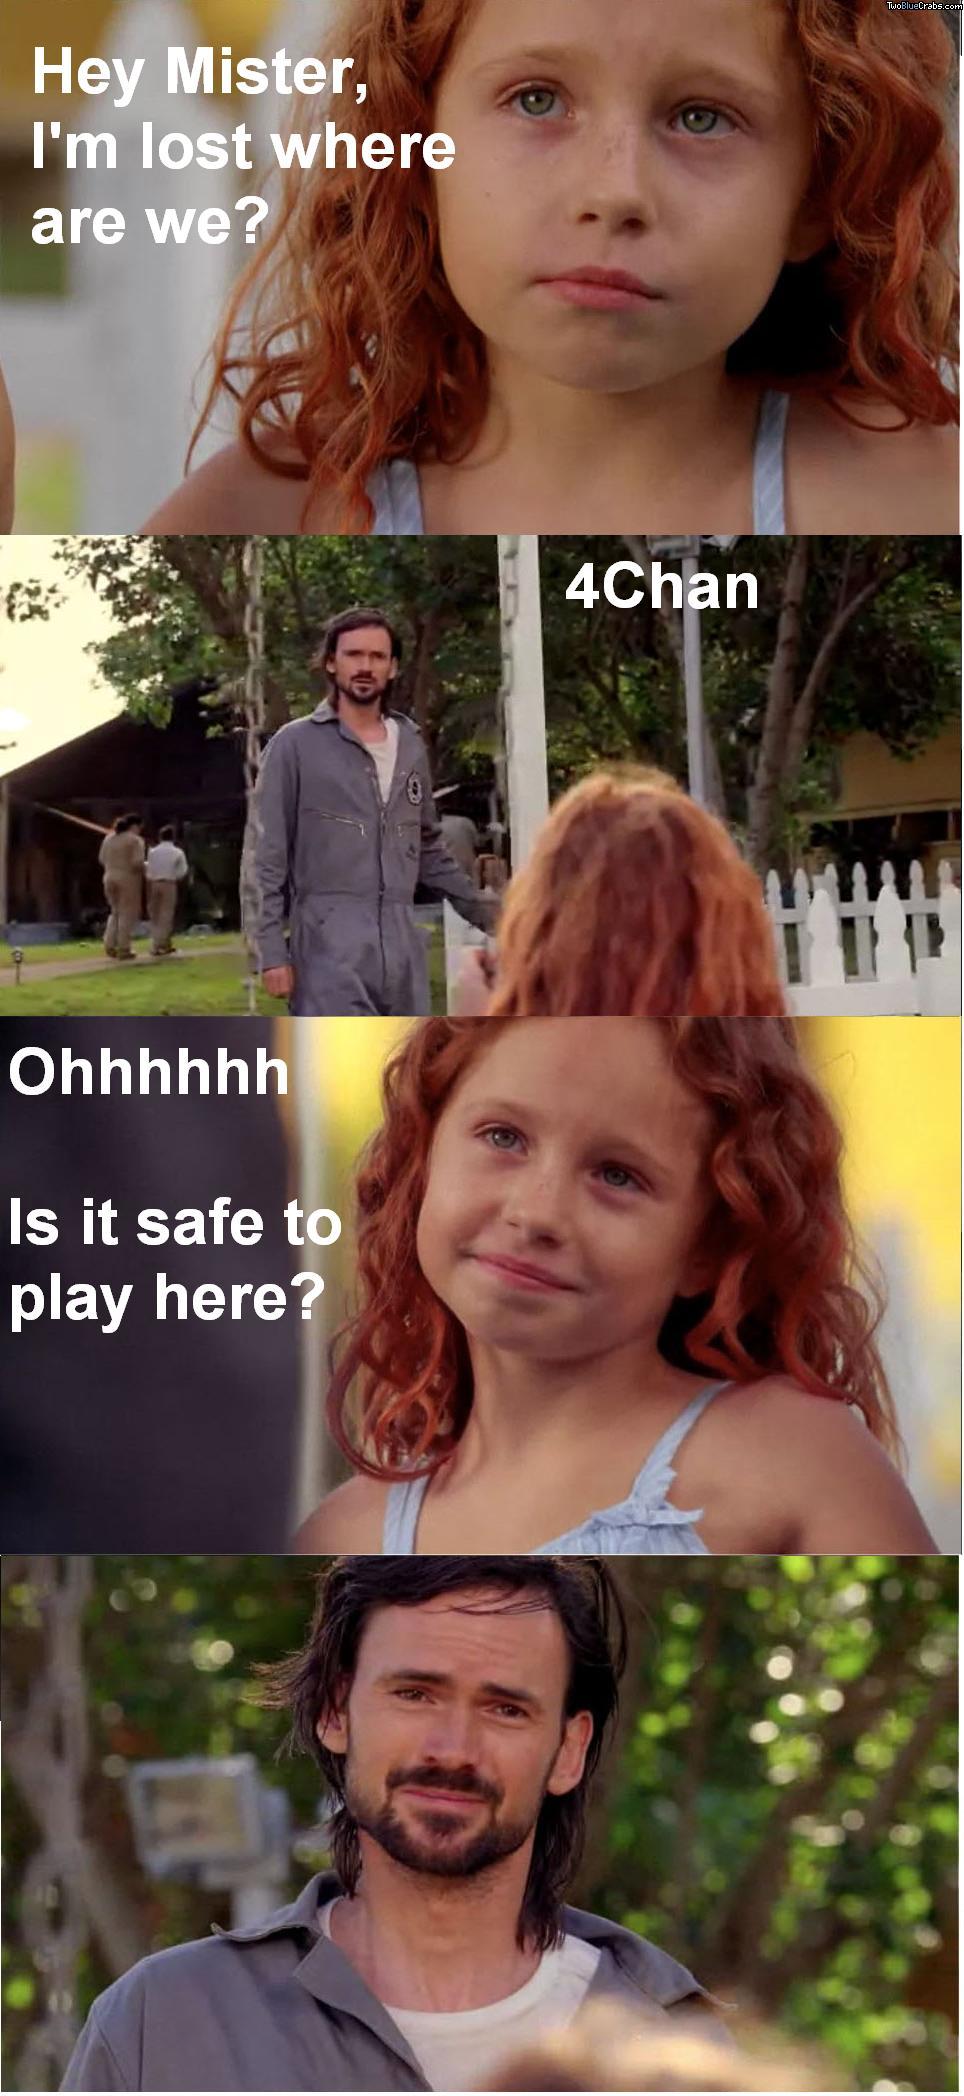 TwoBlueCrabs.com
Hey Mister,
I'm lost where
are we?
4Chan
Ohhhhhh
Is it safe to
play here?